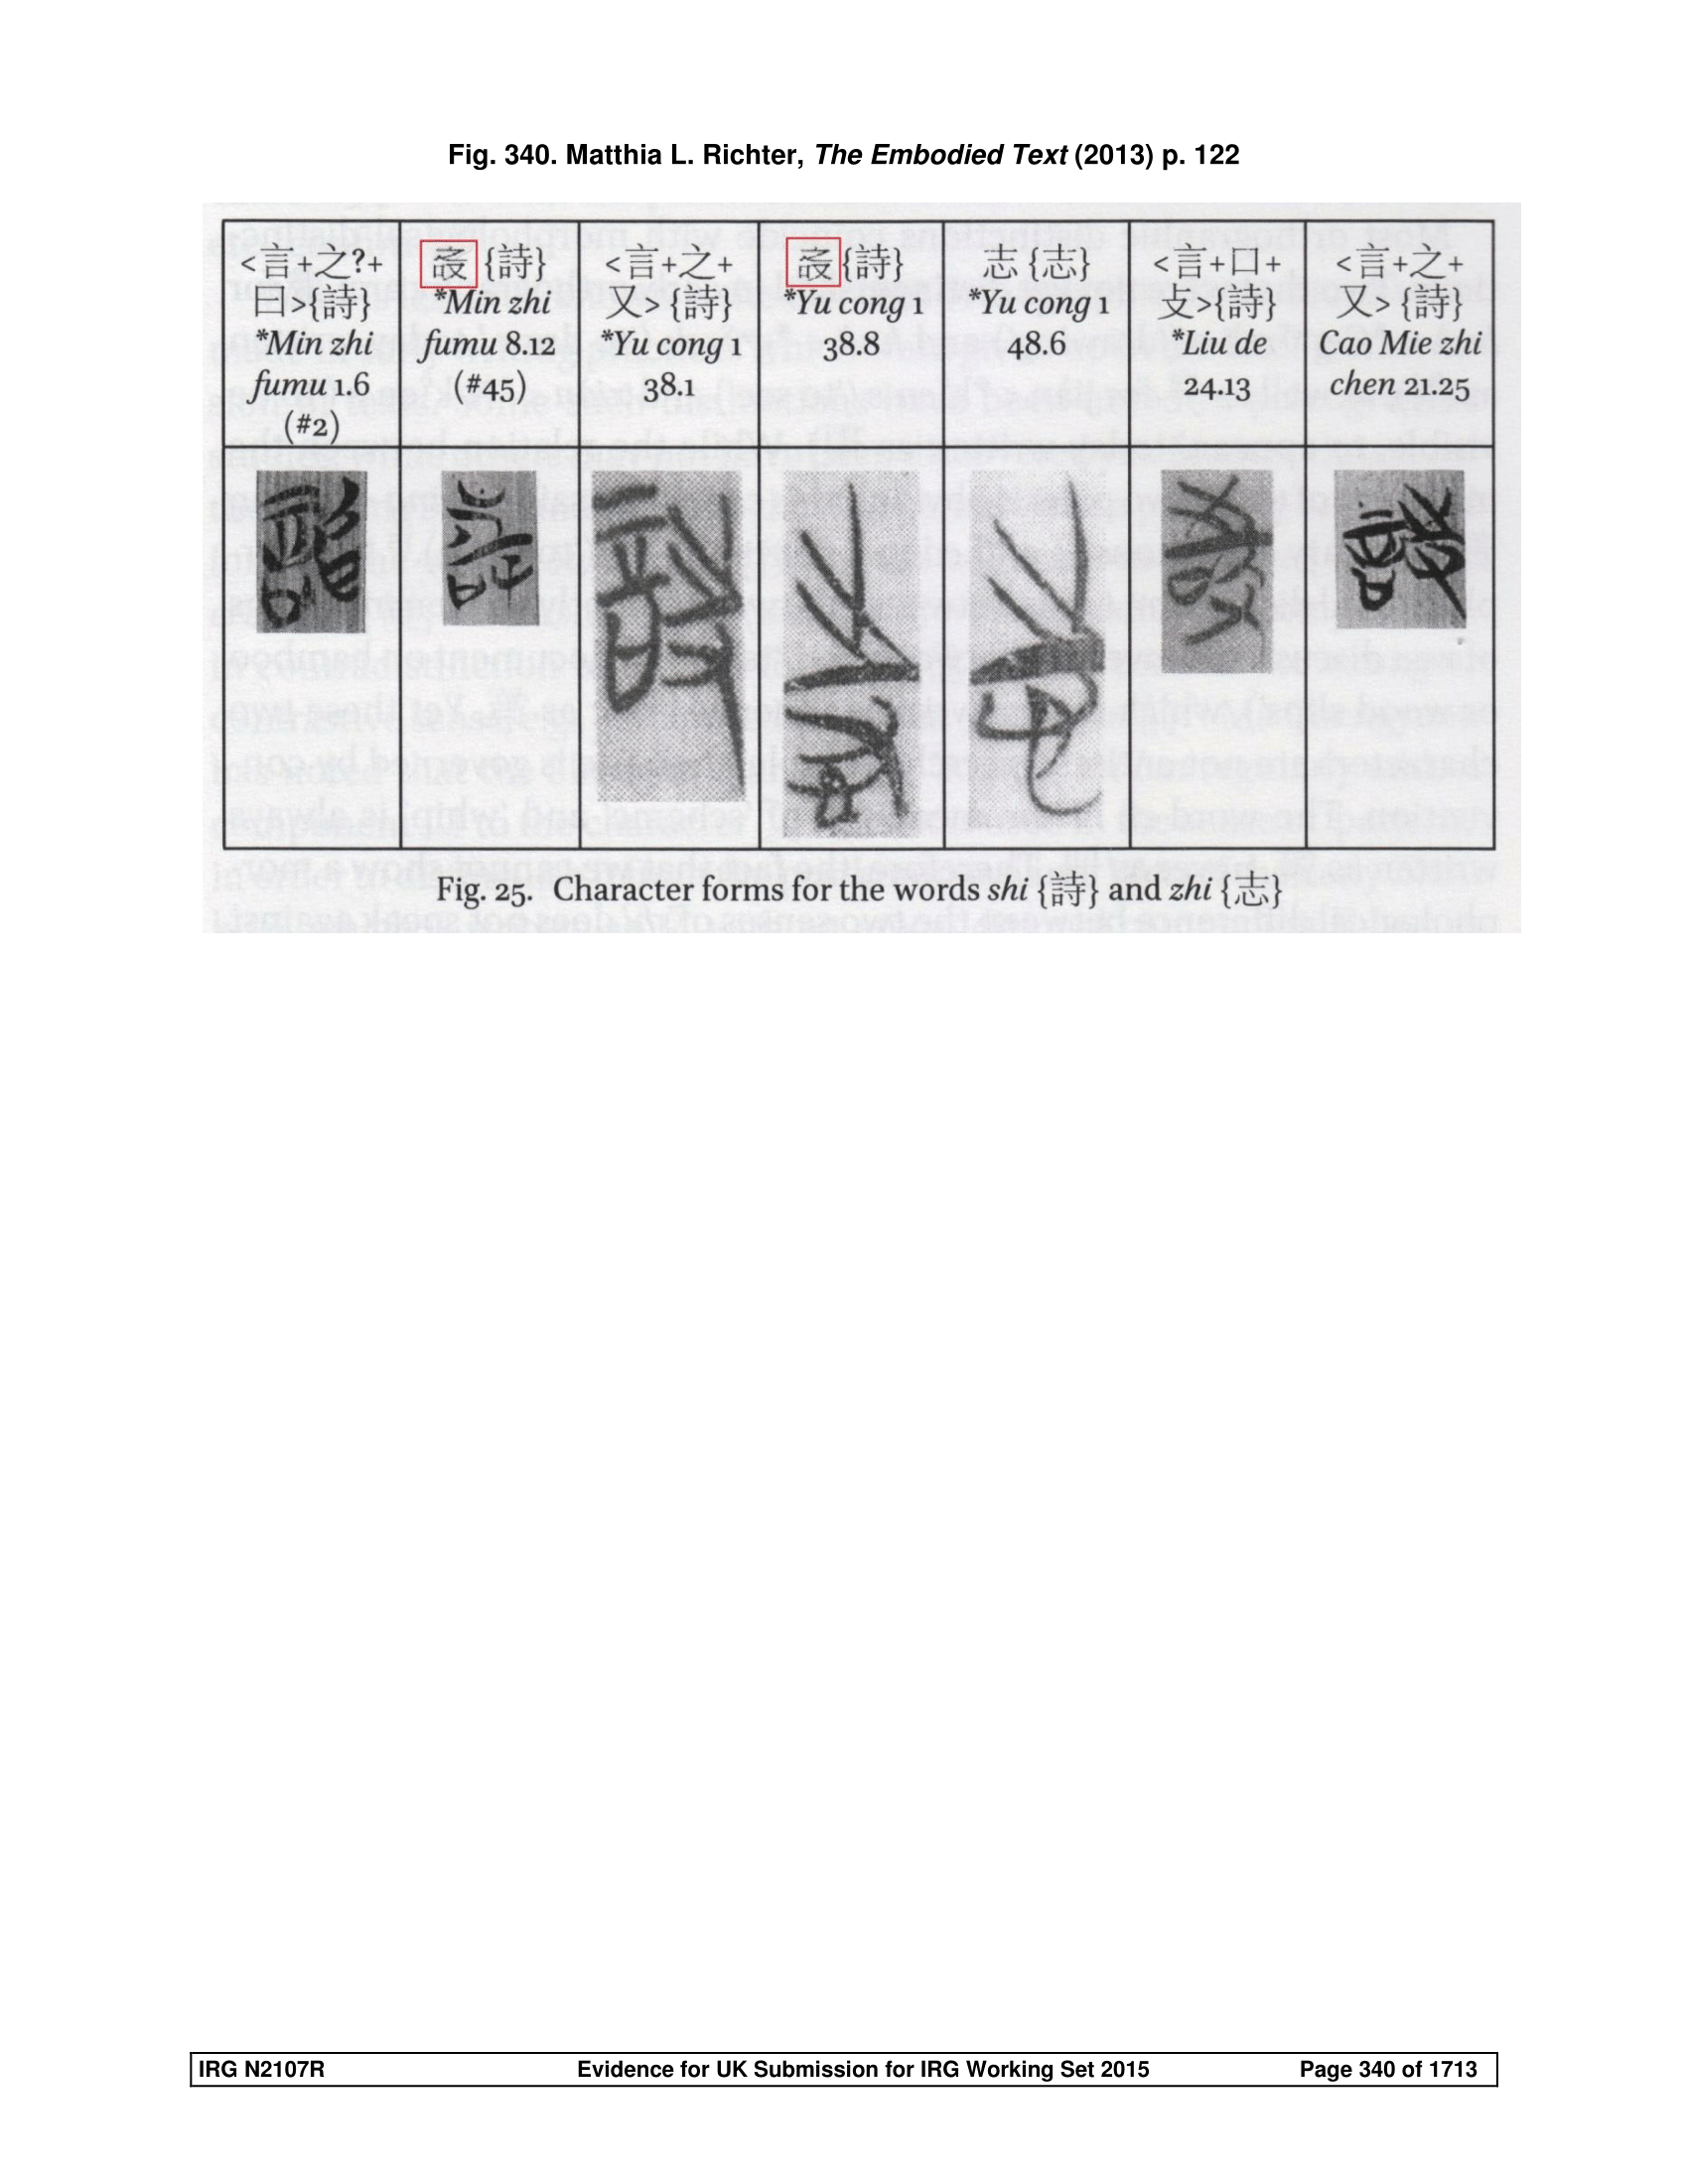 Fig. 340. Matthia L. Richter, The Embodied Text (2013) p. 122
<言+之?+
曰>{詩}
*Min zhi
fumu 1.6
(#2)
{詩}
*Min zhi
fumu 8.12
(#45)
<言+之+
又> {詩}
*Yu cong 1
38.1
{詩}
*Yu cong 1
38.8
志 {志}
*Yu cong 1
48.6
<言+口+
攴>{詩}
*Liu de
24.13
<言+之+
又> {詩}
Cao Mie zhi
chen 21.25
Fig. 25. Character forms for the words shi {詩} and zhi {志}
IRG N2107R Evidence for UK Submission for IRG Working Set 2015 Page 340 of 1713